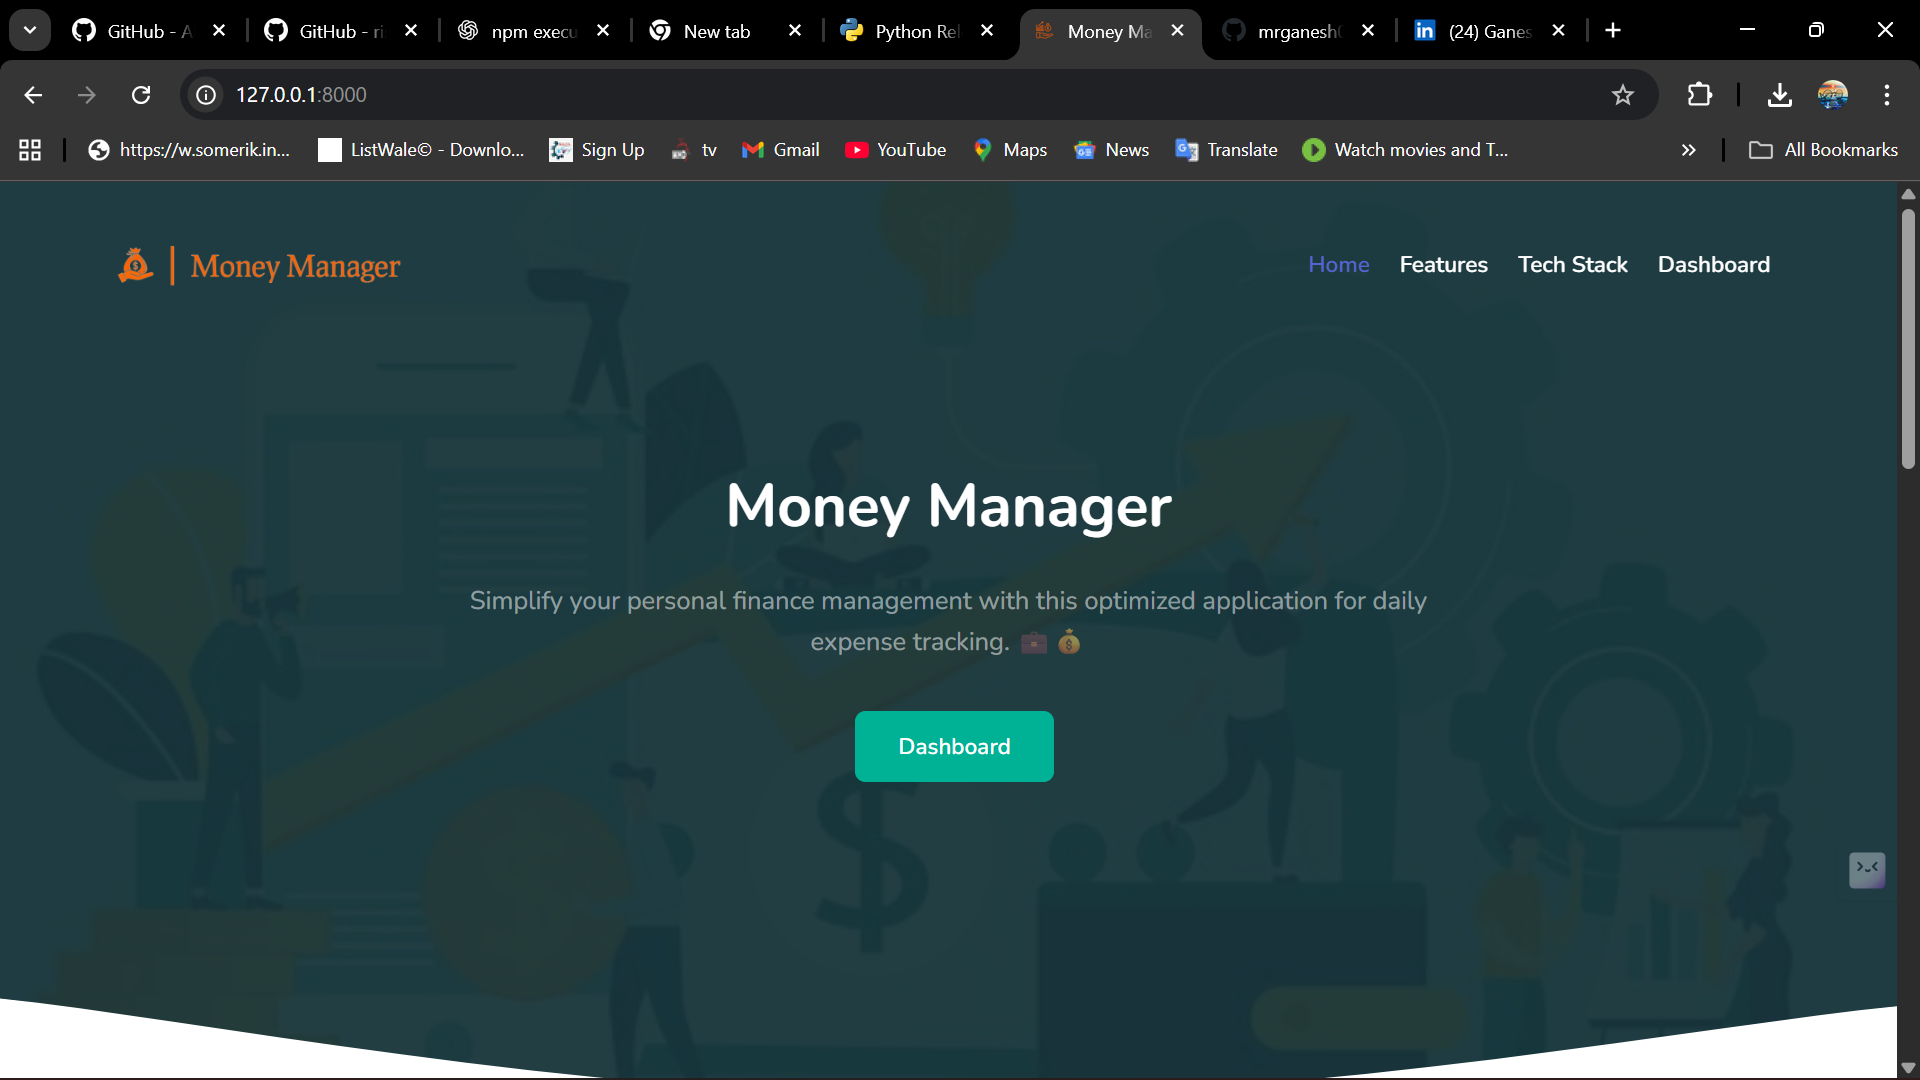 GitHub - A
GitHub - ri
npm execu
New tab
Python Rel
Money Ma
mrganesh
(24) Ganes
127.0.0.1:8000
https://w.somerik.in...
ListWale© - Downlo...
Sign Up
tv
Gmail
YouTube
Maps
News
Translate
Watch movies and T...
All Bookmarks
Money Manager
Home
Features
Tech Stack
Dashboard
Money Manager
Simplify your personal finance management with this optimized application for daily
expense tracking. 💼 💰
Dashboard